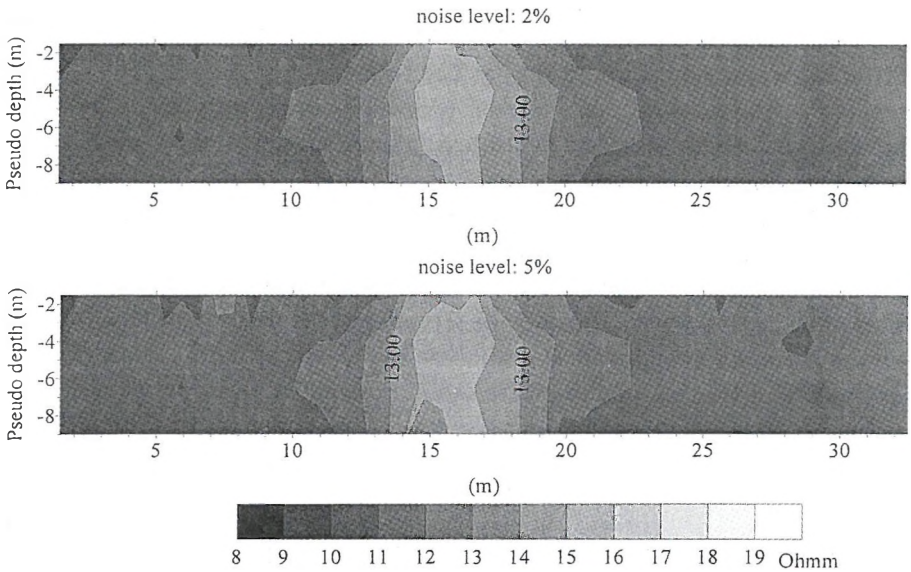 noise level: 2%
Pseudo depth (m)
-2
-4
-6
-8
13.00
5 10 15 20 25 30
(m)
noise level: 5%
Pseudo depth (m)
-2
-4
-6
-8
13.00 13.00
5 10 15 20 25 30
(m)
8 9 10 11 12 13 14 15 16 17 18 19 Ohmm